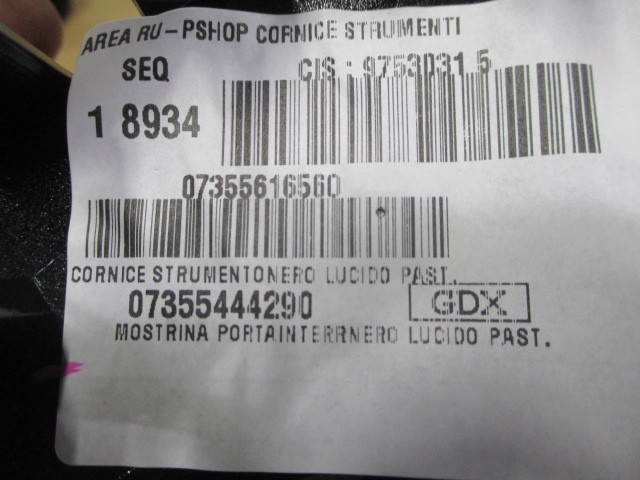 AREA RU-PSHOP CORNICE STRUMENTI
SEQ CIS : 9753031 5
1 8934
07355616560
CORNICE STRUMENTONERO LUCIDO PAST.
07355444290 GDX
MOSTRINA PORTAINTERRNERO LUCIDO PAST.